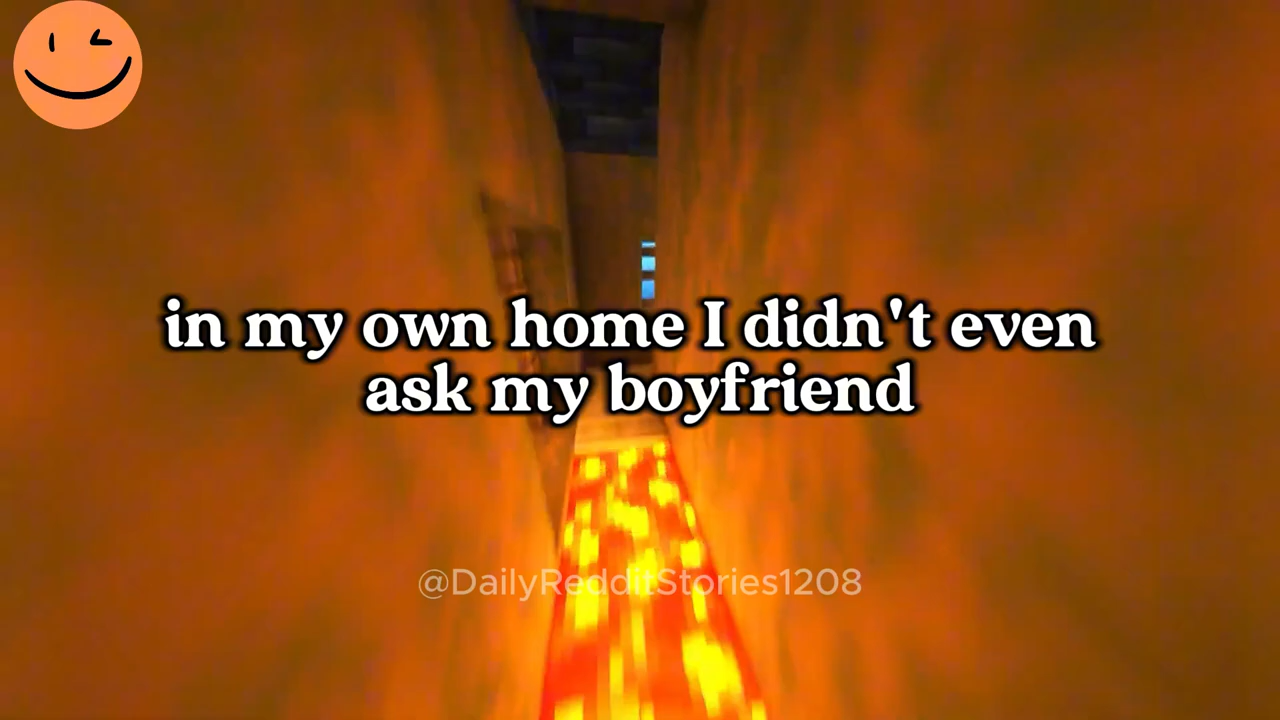 in my own home I didn't even
ask my boyfriend
@DailyRedditStories1208